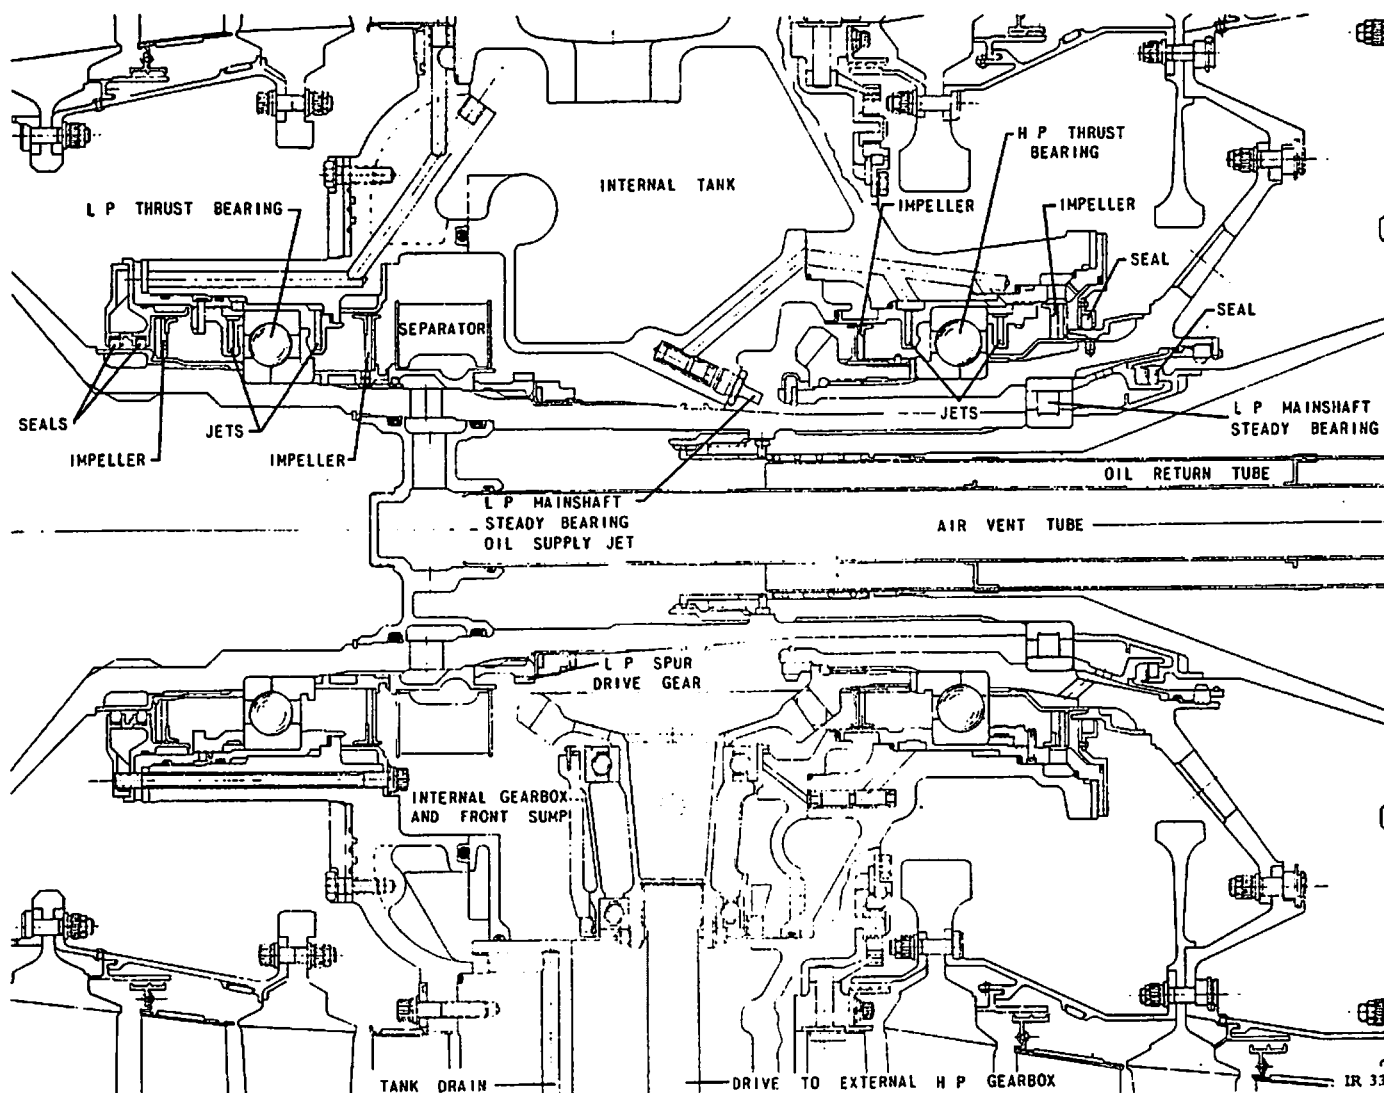 H P THRUST
BEARING
INTERNAL TANK
L P THRUST BEARING
IMPELLER
IMPELLER
SEAL
SEAL
SEPARATOR
SEALS
JETS
JETS
L P MAINSHAFT
STEADY BEARING
IMPELLER
IMPELLER
OIL RETURN TUBE
L P MAINSHAFT
STEADY BEARING
OIL SUPPLY JET
AIR VENT TUBE
L P SPUR
DRIVE GEAR
INTERNAL GEARBOX
AND FRONT SUMP
TANK DRAIN
DRIVE TO EXTERNAL H P GEARBOX
IR 33